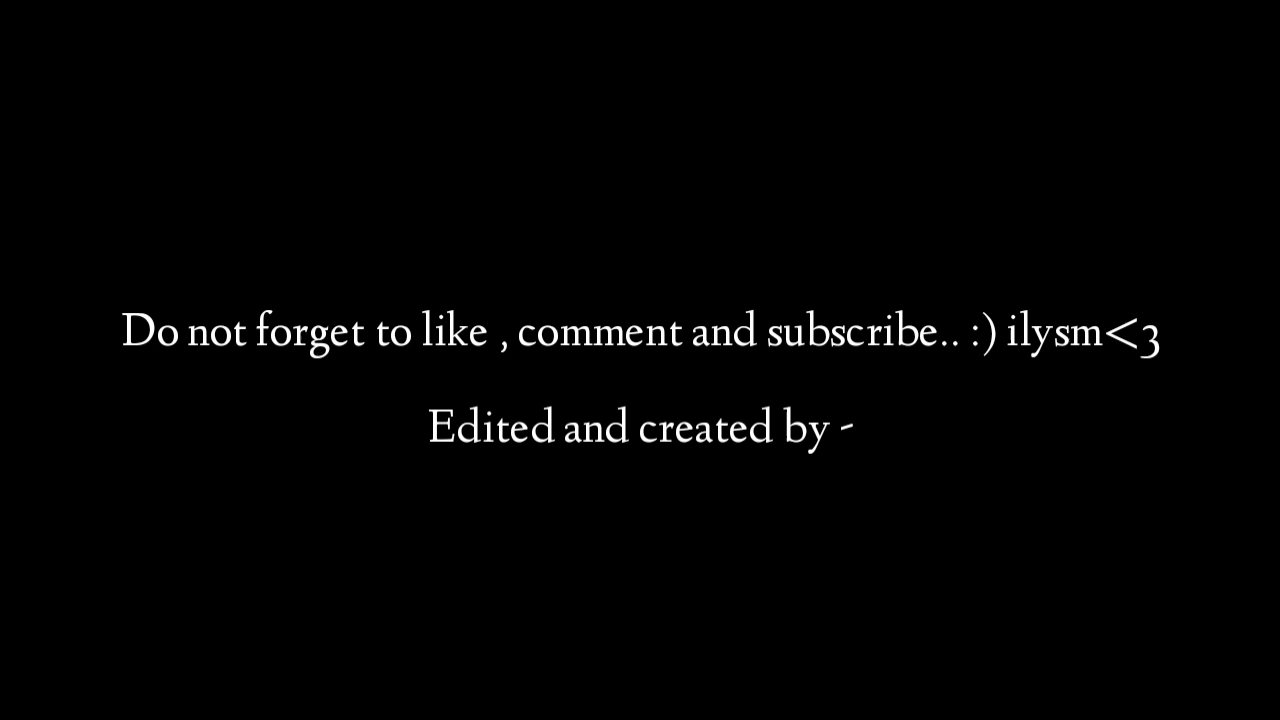 Do not forget to like , comment and subscribe.. :) ilysm<3
Edited and created by -